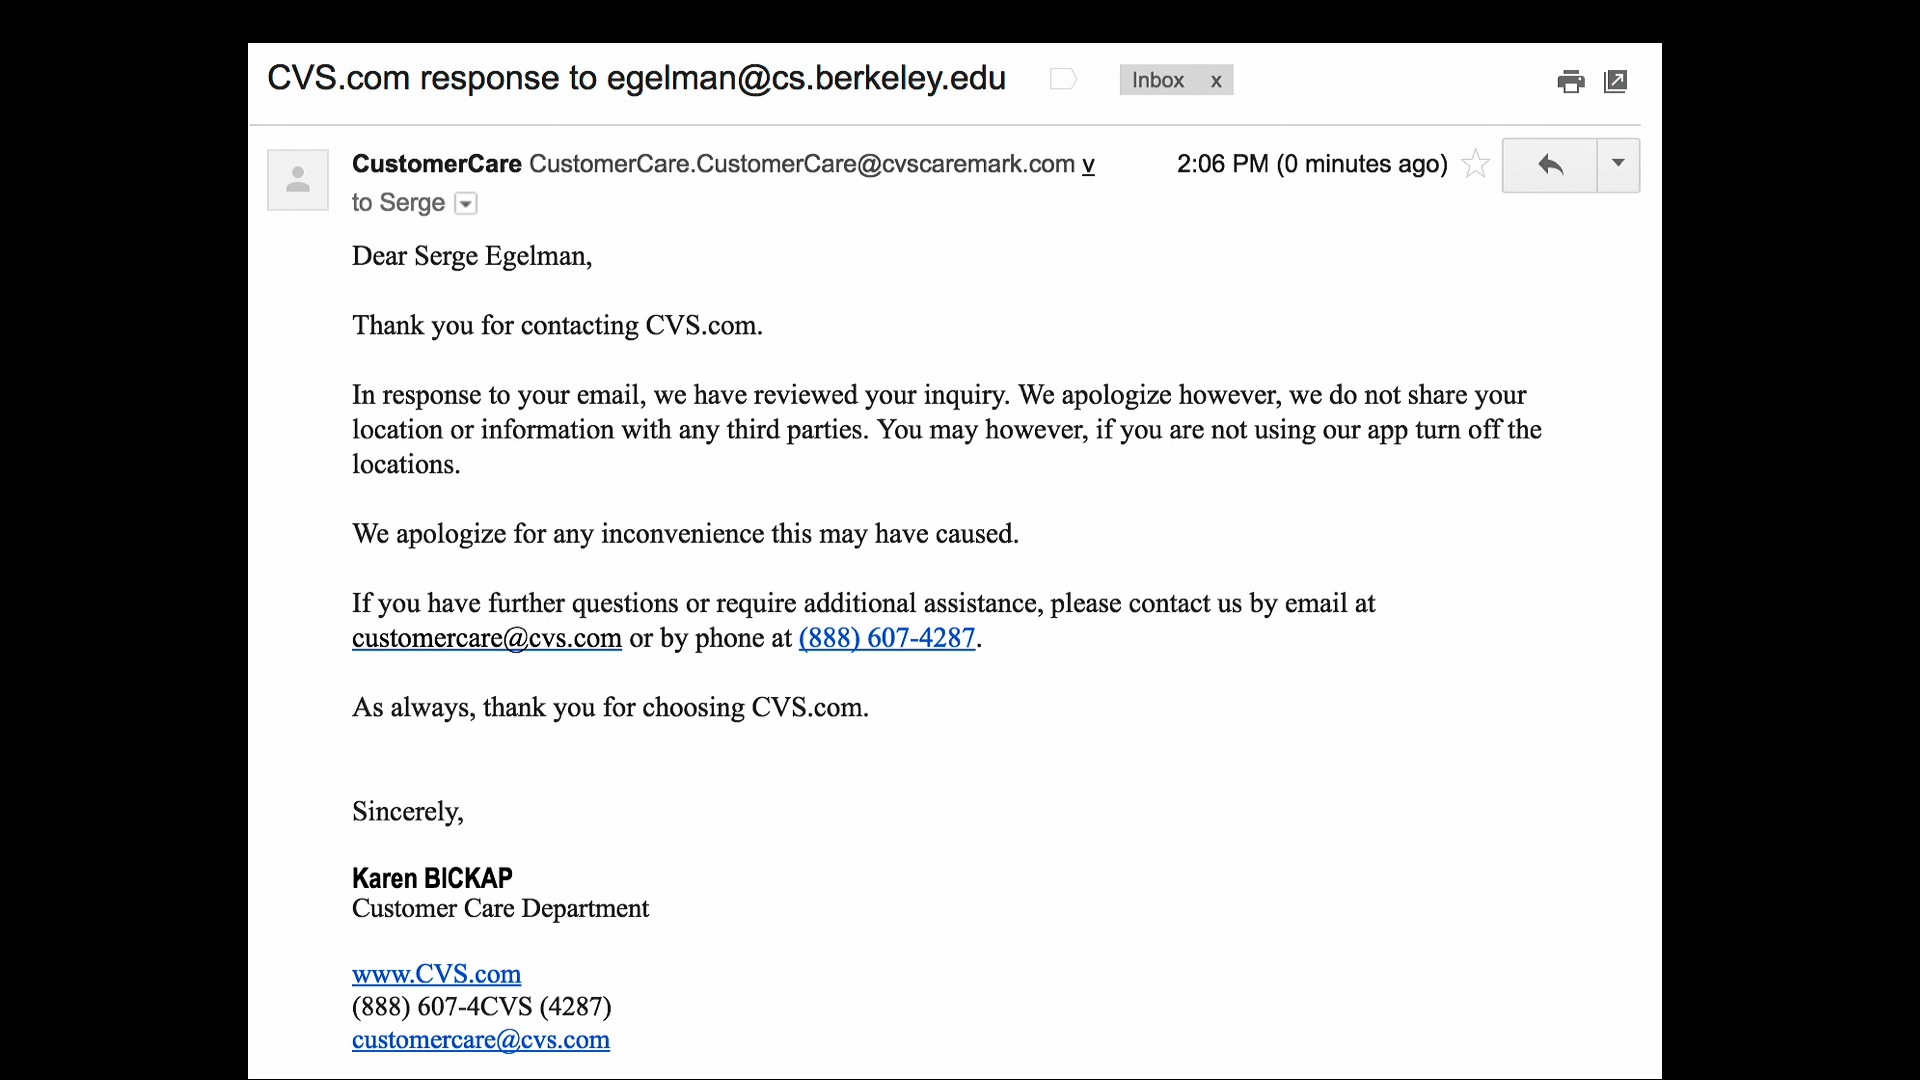 CVS.com response to egelman@cs.berkeley.edu
Inbox x
CustomerCare CustomerCare.CustomerCare@cvscaremark.com v
2:06 PM (0 minutes ago)
to Serge
Dear Serge Egelman,
Thank you for contacting CVS.com.
In response to your email, we have reviewed your inquiry. We apologize however, we do not share your
location or information with any third parties. You may however, if you are not using our app turn off the
locations.
We apologize for any inconvenience this may have caused.
If you have further questions or require additional assistance, please contact us by email at
customercare@cvs.com or by phone at (888) 607-4287.
As always, thank you for choosing CVS.com.
Sincerely,
Karen BICKAP
Customer Care Department
www.CVS.com
(888) 607-4CVS (4287)
customercare@cvs.com